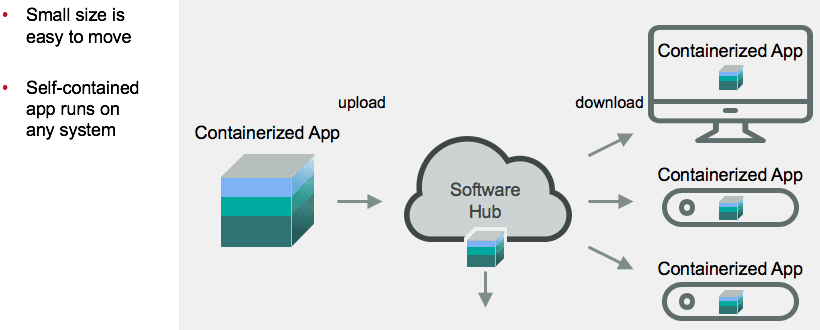 • Small size is
easy to move
• Self-contained
app runs on
any system
Containerized App
upload
Software
Hub
download
Containerized App
Containerized App
Containerized App